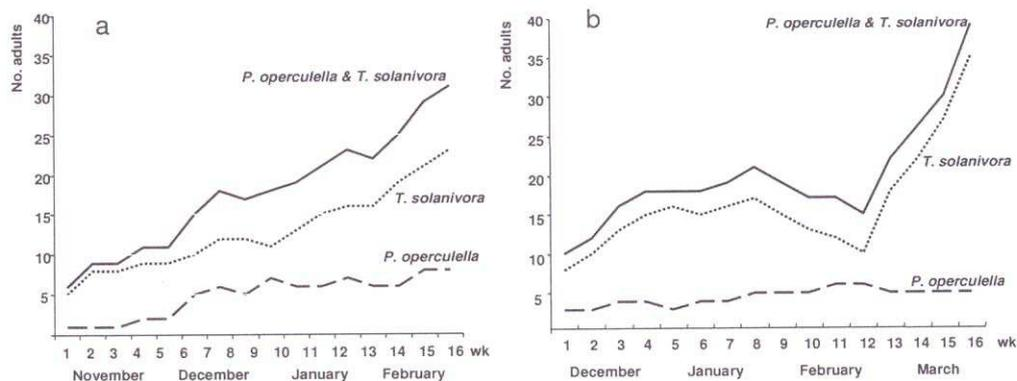 a
No. adults
40
35
30
25
20
15
10
5
P. operculella & T. solanivora
T. solanivora
P. operculella
1 2 3 4 5 6 7 8 9 10 11 12 13 14 15 16 wk
November December January February
b
No. adults
40
35
30
25
20
15
10
5
P. operculella & T. solanivora
T. solanivora
P. operculella
1 2 3 4 5 6 7 8 9 10 11 12 13 14 15 16 wk
December January February March